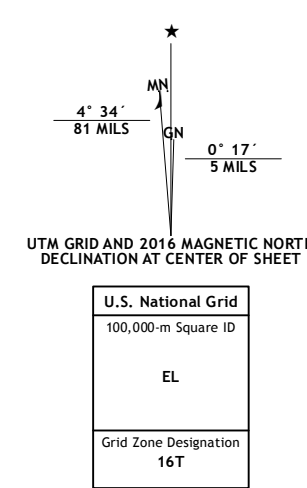 ★
MN
4° 34´
81 MILS
GN
0° 17´
5 MILS
UTM GRID AND 2016 MAGNETIC NORTH
DECLINATION AT CENTER OF SHEET
U.S. National Grid
100,000-m Square ID
EL
Grid Zone Designation
16T